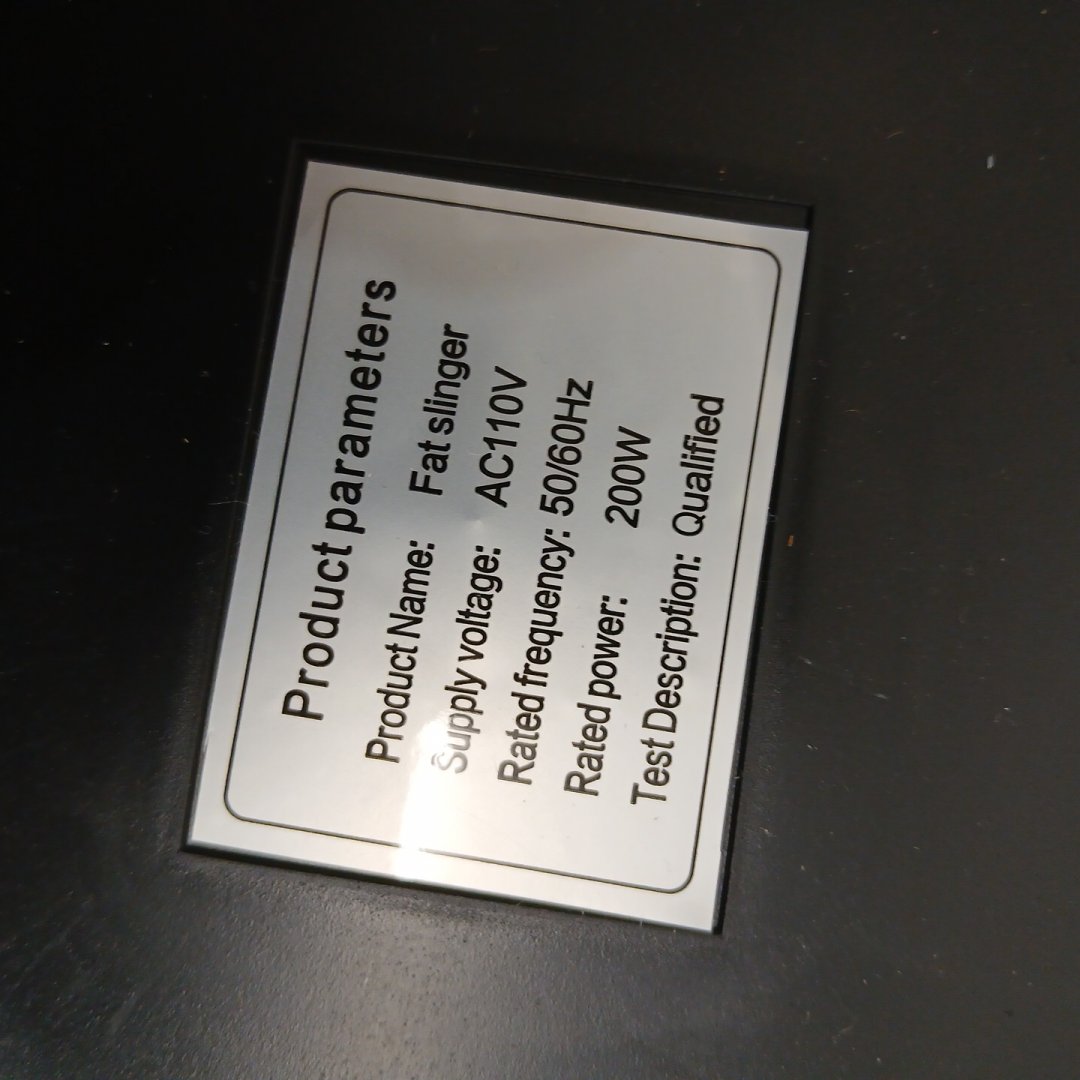 Product parameters
Product Name: Fat slinger
Supply voltage: AC110V
Rated frequency: 50/60Hz
Rated power: 200W
Test Description: Qualified